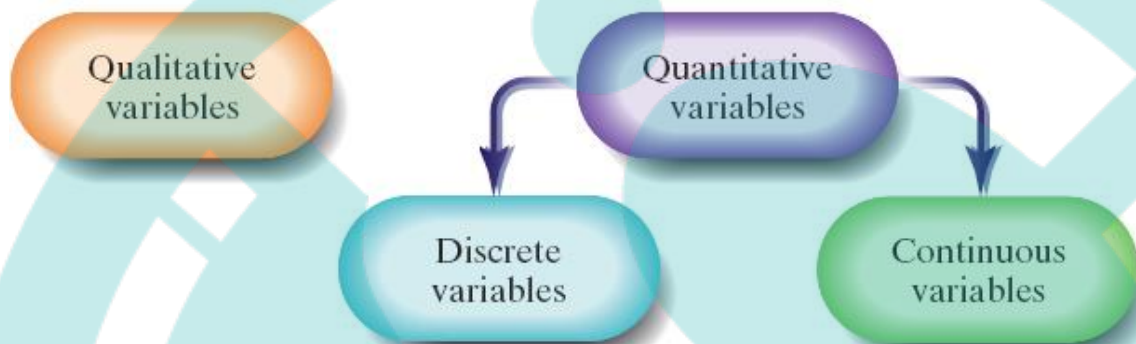 Qualitative
variables
Quantitative
variables
Discrete
variables
Continuous
variables